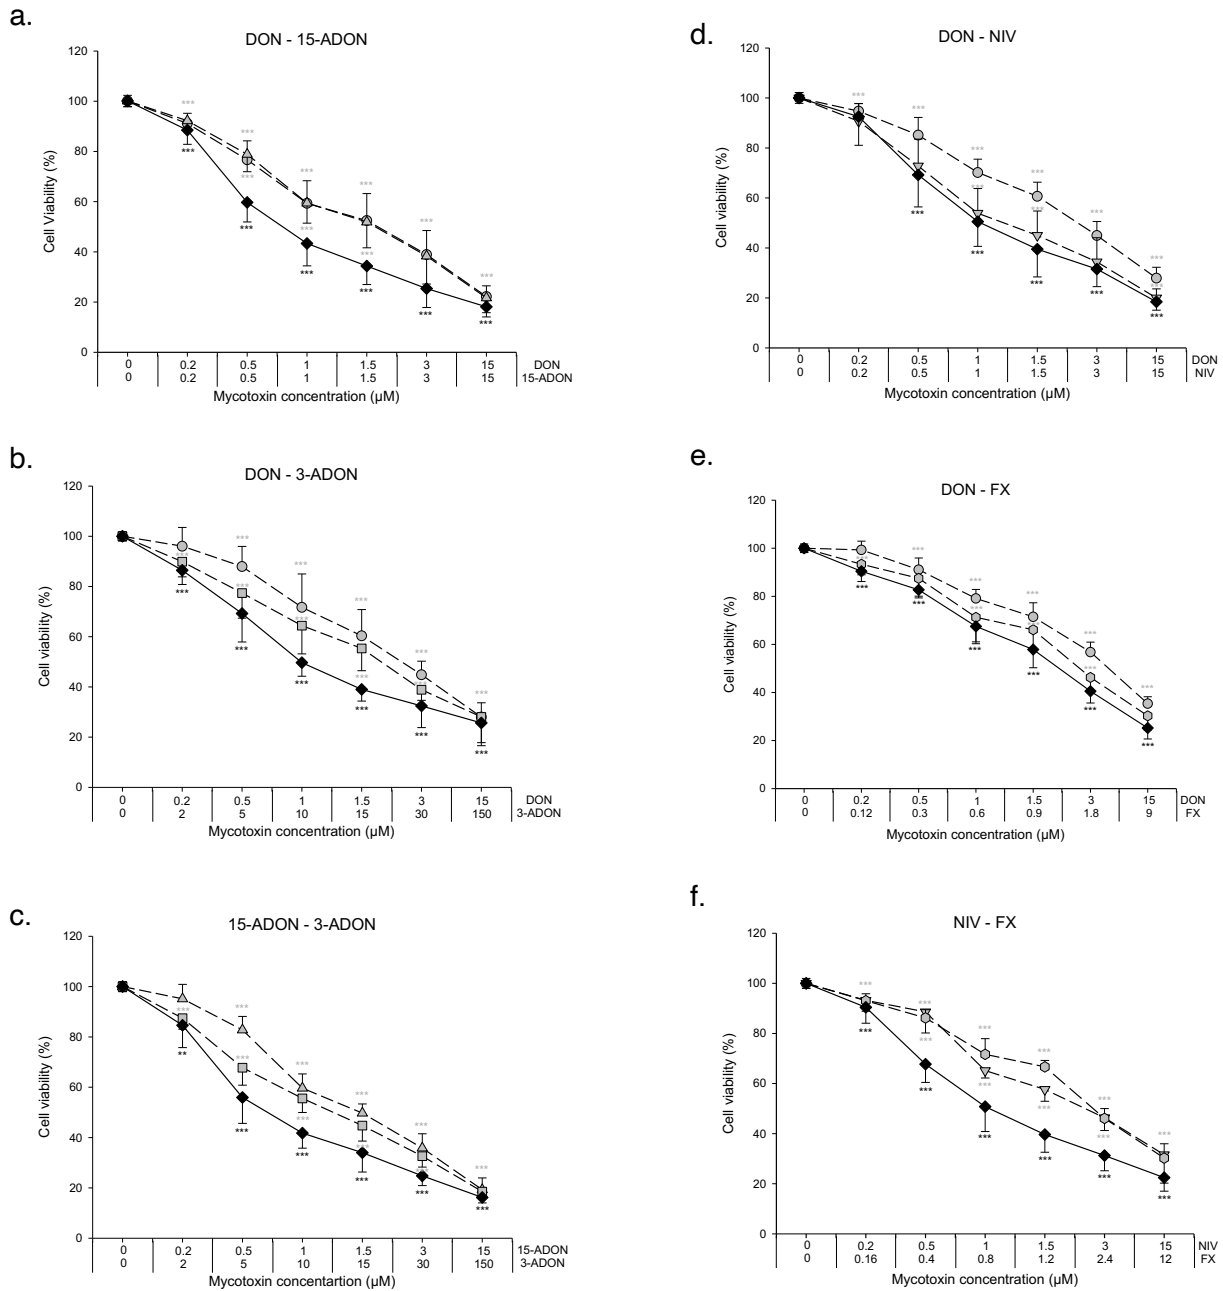 a.
DON - 15-ADON
120
100
80
60
40
20
0
Cell Viability (%)
*** *** *** *** *** ***
*** *** ***
*** *** *** *** *** ***
0 0.2 0.5 1 1.5 3 15 DON
0 0.2 0.5 1 1.5 3 15 15-ADON
Mycotoxin concentration (µM)
b.
DON - 3-ADON
120
100
80
60
40
20
0
Cell viability (%)
*** *** *** *** ***
*** *** *** *** ***
*** *** *** *** *** ***
0 0.2 0.5 1 1.5 3 15 DON
0 2 5 10 15 30 150 3-ADON
Mycotoxin concentration (µM)
c.
15-ADON - 3-ADON
120
100
80
60
40
20
0
Cell viability (%)
*** *** *** *** ***
*** *** *** *** ***
** *** *** *** *** ***
0 0.2 0.5 1 1.5 3 15 15-ADON
0 2 5 10 15 30 150 3-ADON
Mycotoxin concentartion (µM)
d.
DON - NIV
120
100
80
60
40
20
0
Cell viability (%)
*** *** *** *** *** ***
*** *** ***
*** *** *** *** ***
0 0.2 0.5 1 1.5 3 15 DON
0 0.2 0.5 1 1.5 3 15 NIV
Mycotoxin concentration (µM)
e.
DON - FX
120
100
80
60
40
20
0
Cell viability (%)
*** *** *** *** ***
*** *** ***
*** *** *** *** *** ***
0 0.2 0.5 1 1.5 3 15 DON
0 0.12 0.3 0.6 0.9 1.8 9 FX
Mycotoxin concentration (µM)
f.
NIV - FX
120
100
80
60
40
20
0
Cell viability (%)
*** *** *** *** *** ***
*** *** *** ***
*** *** *** *** *** ***
0 0.2 0.5 1 1.5 3 15 NIV
0 0.16 0.4 0.8 1.2 2.4 12 FX
Mycotoxin concentration (µM)